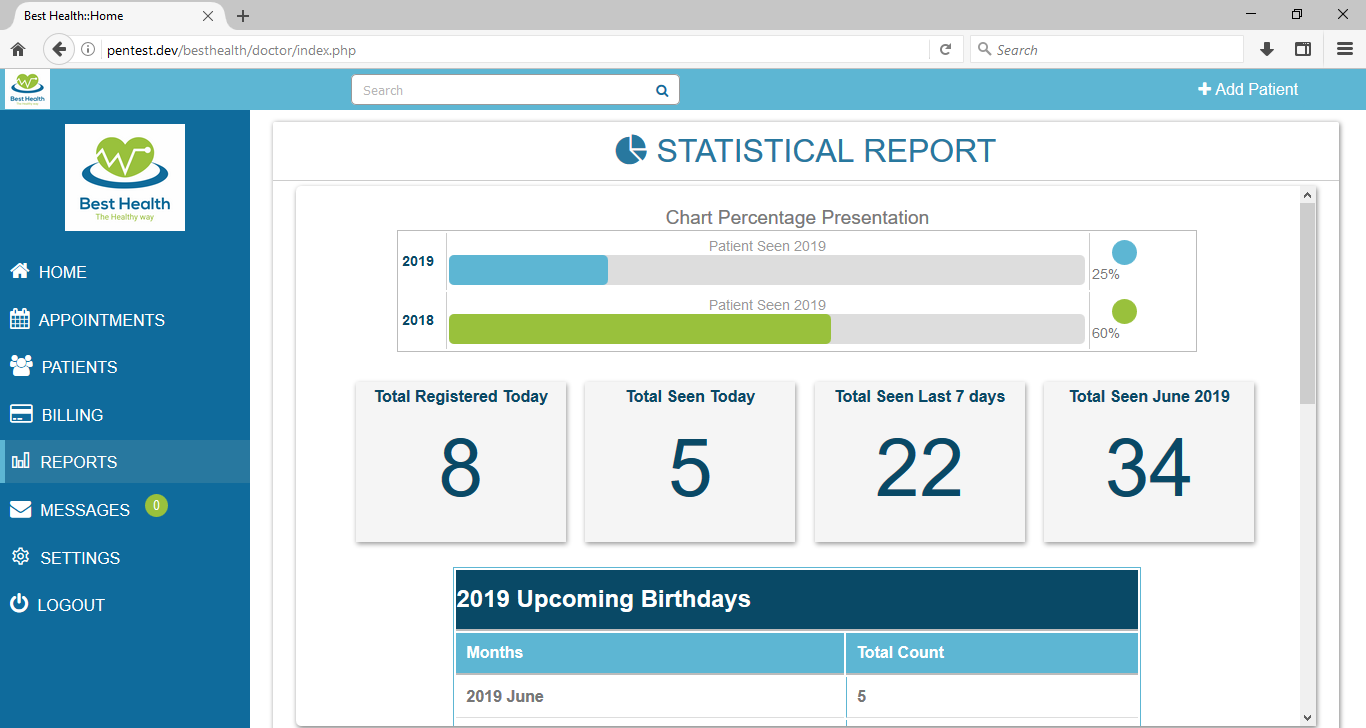 Best Health::Home
pentest.dev/besthealth/doctor/index.php
Search
Best Health
Search
Add Patient
Best Health
The Healthy way
HOME
APPOINTMENTS
PATIENTS
BILLING
REPORTS
MESSAGES 0
SETTINGS
LOGOUT
STATISTICAL REPORT
Chart Percentage Presentation
Patient Seen 2019
2019
25%
Patient Seen 2019
2018
60%
Total Registered Today
8
Total Seen Today
5
Total Seen Last 7 days
22
Total Seen June 2019
34
2019 Upcoming Birthdays
Months Total Count
2019 June 5